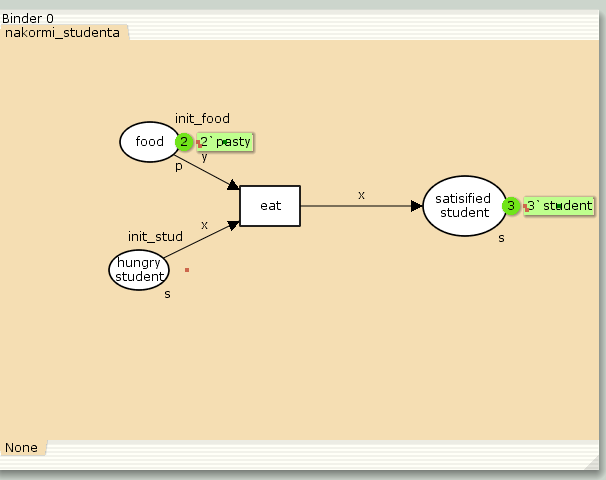 Binder 0
nakormi_studenta
init_food
food
2
2`pasty
y
p
eat
x
satisified
student
3
3`student
s
x
init_stud
hungry
student
s
None